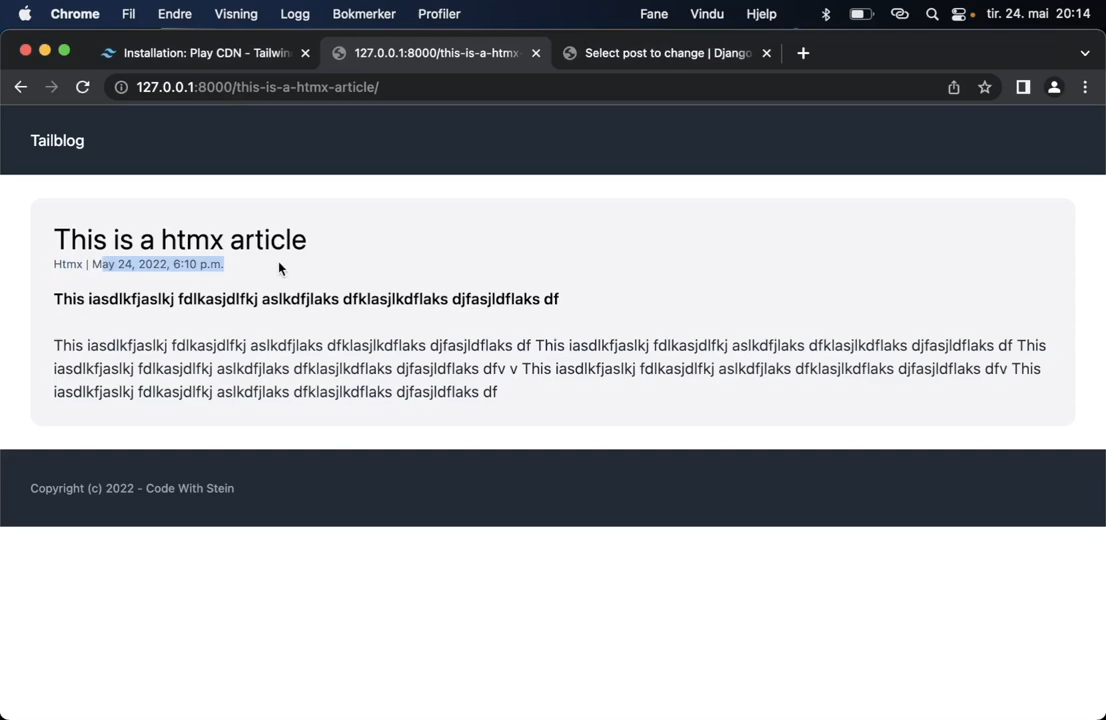 Chrome Fil Endre Visning Logg Bokmerker Profiler Fane Vindu Hjelp tir. 24. mai 20:14
Installation: Play CDN - Tailwin 127.0.0.1:8000/this-is-a-htmx- Select post to change | Django
127.0.0.1:8000/this-is-a-htmx-article/
Tailblog
This is a htmx article
Htmx | May 24, 2022, 6:10 p.m.
This iasdlkfjaslkj fdlkasjdlfkj aslkdfjlaks dfklasjlkdflaks djfasjldflaks df
This iasdlkfjaslkj fdlkasjdlfkj aslkdfjlaks dfklasjlkdflaks djfasjldflaks df This iasdlkfjaslkj fdlkasjdlfkj aslkdfjlaks dfklasjlkdflaks djfasjldflaks df This
iasdlkfjaslkj fdlkasjdlfkj aslkdfjlaks dfklasjlkdflaks djfasjldflaks dfv v This iasdlkfjaslkj fdlkasjdlfkj aslkdfjlaks dfklasjlkdflaks djfasjldflaks dfv This
iasdlkfjaslkj fdlkasjdlfkj aslkdfjlaks dfklasjlkdflaks djfasjldflaks df
Copyright (c) 2022 - Code With Stein